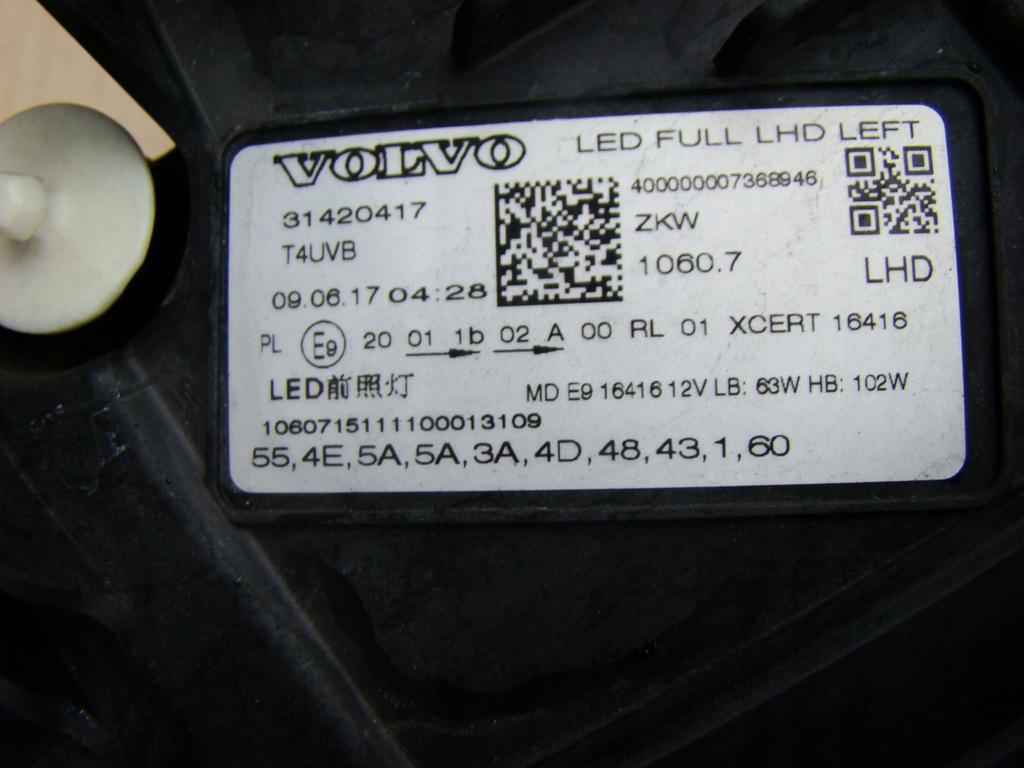 VOLVO LED FULL LHD LEFT
31420417 400000007368946
T4UVB ZKW
1060.7 LHD
09.06.17 04:28
PL E9 20 01 1b 02 A 00 RL 01 XCERT 16416
LED前照灯 MD E9 16416 12V LB: 63W HB: 102W
1060715111100013109
55,4E,5A,5A,3A,4D,48,43,1,60